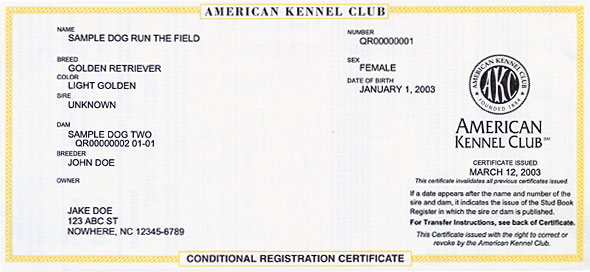 AMERICAN KENNEL CLUB
NAME
SAMPLE DOG RUN THE FIELD
NUMBER
QR00000001
BREED
GOLDEN RETRIEVER
SEX
FEMALE
COLOR
LIGHT GOLDEN
DATE OF BIRTH
JANUARY 1, 2003
SIRE
UNKNOWN
DAM
SAMPLE DOG TWO
QR00000002 01-01
BREEDER
JOHN DOE
OWNER
JAKE DOE
123 ABC ST
NOWHERE, NC 12345-6789
AMERICAN KENNEL CLUB
AKC
FOUNDED 1884
AMERICAN
KENNEL CLUB SM
CERTIFICATE ISSUED
MARCH 12, 2003
This certificate invalidates all previous certificates issued.
If a date appears after the name and number of the
sire and dam, it indicates the issue of the Stud Book
Register in which the sire or dam is published.
For Transfer Instructions, see back of Certificate.
This Certificate issued with the right to correct or
revoke by the American Kennel Club.
CONDITIONAL REGISTRATION CERTIFICATE